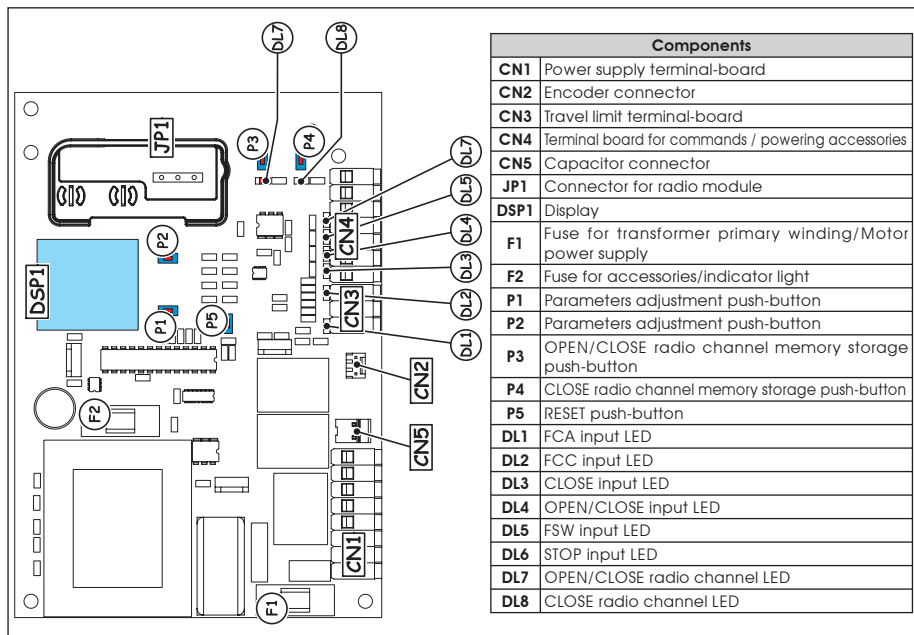 DL7
DL8
JP1
P3
P4
DL7
DL5
CN4
DL4
DL3
P2
DSP1
CN3
DL2
P1
P5
DL1
CN2
F2
CN5
CN1
F1
Components
CN1 Power supply terminal-board
CN2 Encoder connector
CN3 Travel limit terminal-board
CN4 Terminal board for commands / powering accessories
CN5 Capacitor connector
JP1 Connector for radio module
DSP1 Display
F1 Fuse for transformer primary winding/Motor
power supply
F2 Fuse for accessories/indicator light
P1 Parameters adjustment push-button
P2 Parameters adjustment push-button
P3 OPEN/CLOSE radio channel memory storage
push-button
P4 CLOSE radio channel memory storage push-button
P5 RESET push-button
DL1 FCA input LED
DL2 FCC input LED
DL3 CLOSE input LED
DL4 OPEN/CLOSE input LED
DL5 FSW input LED
DL6 STOP input LED
DL7 OPEN/CLOSE radio channel LED
DL8 CLOSE radio channel LED